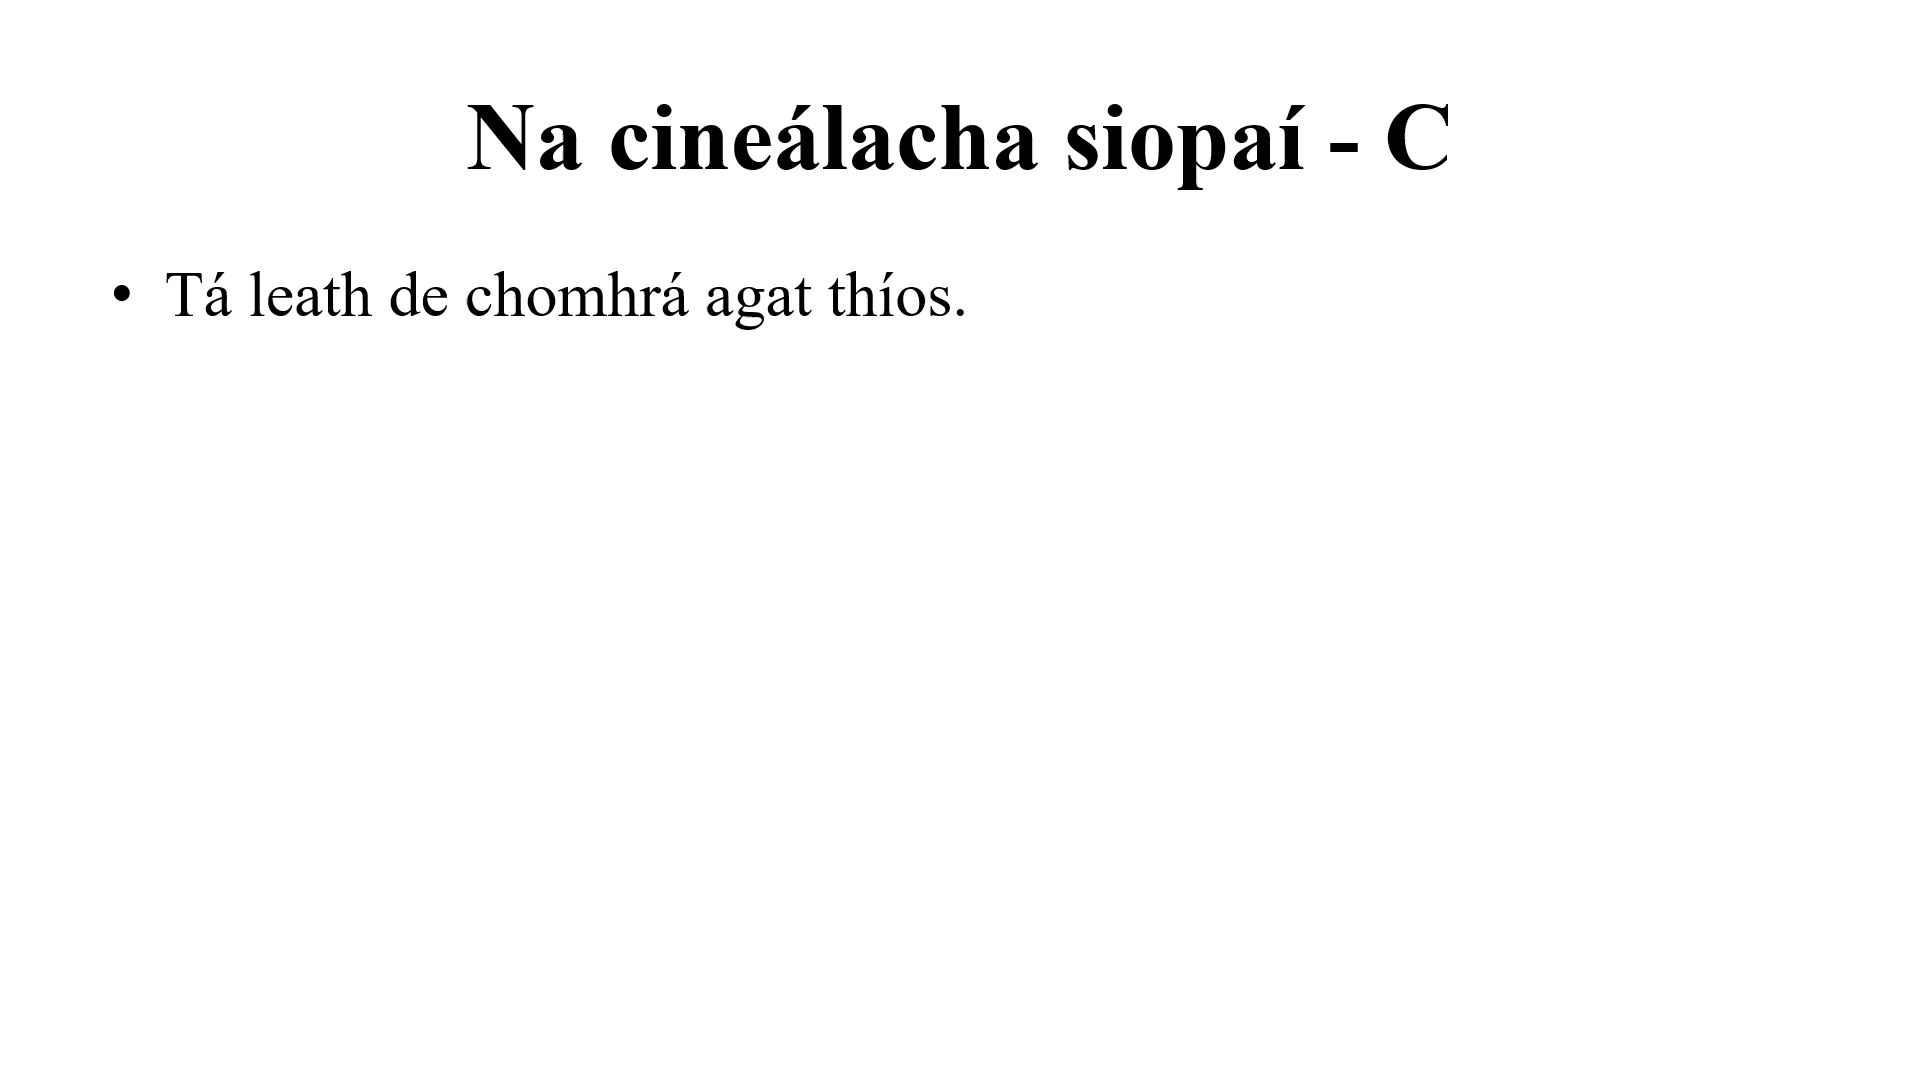 Na cineálacha siopaí - C
• Tá leath de chomhrá agat thíos.